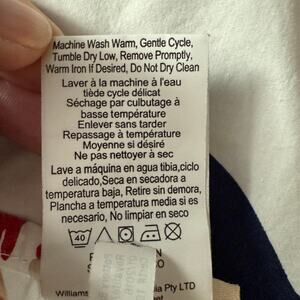 Machine Wash Warm, Gentle Cycle,
Tumble Dry Low, Remove Promptly,
Warm Iron If Desired, Do Not Dry Clean
Laver à la machine à l'eau
tiède cycle délicat
Séchage par culbutage à
basse température
Enlever sans tarder
Repassage à température
Moyenne si désiré
Ne pas nettoyer à sec
Lave a máquina en agua tibia,ciclo
delicado,Seca en secadora a
temperatura baja, Retire sin demora,
Plancha a temperatura media si es
necesario, No limpiar en seco
40
Williams
Pty Limited